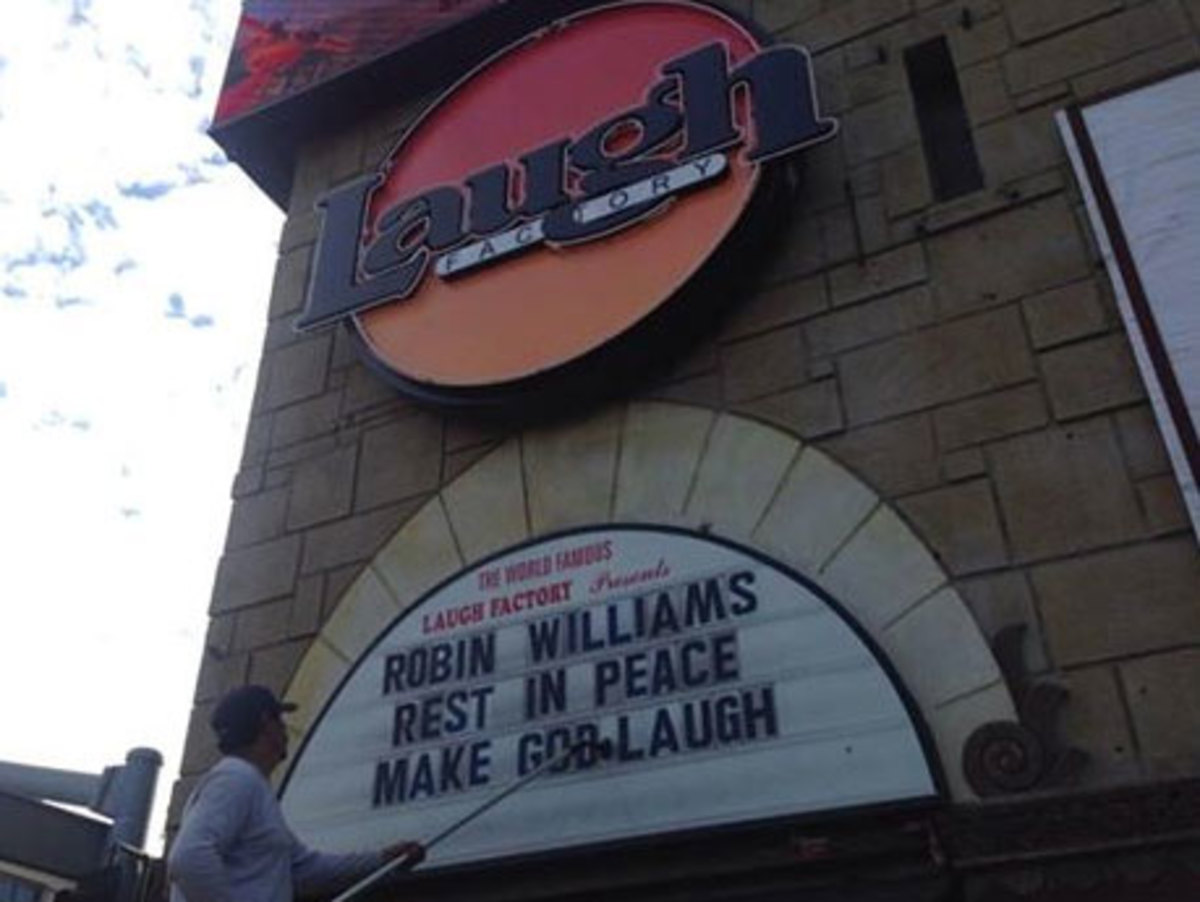 Laugh
FACTORY
THE WORLD FAMOUS
LAUGH FACTORY Presents
ROBIN WILLIAMS
REST IN PEACE
MAKE GOD LAUGH